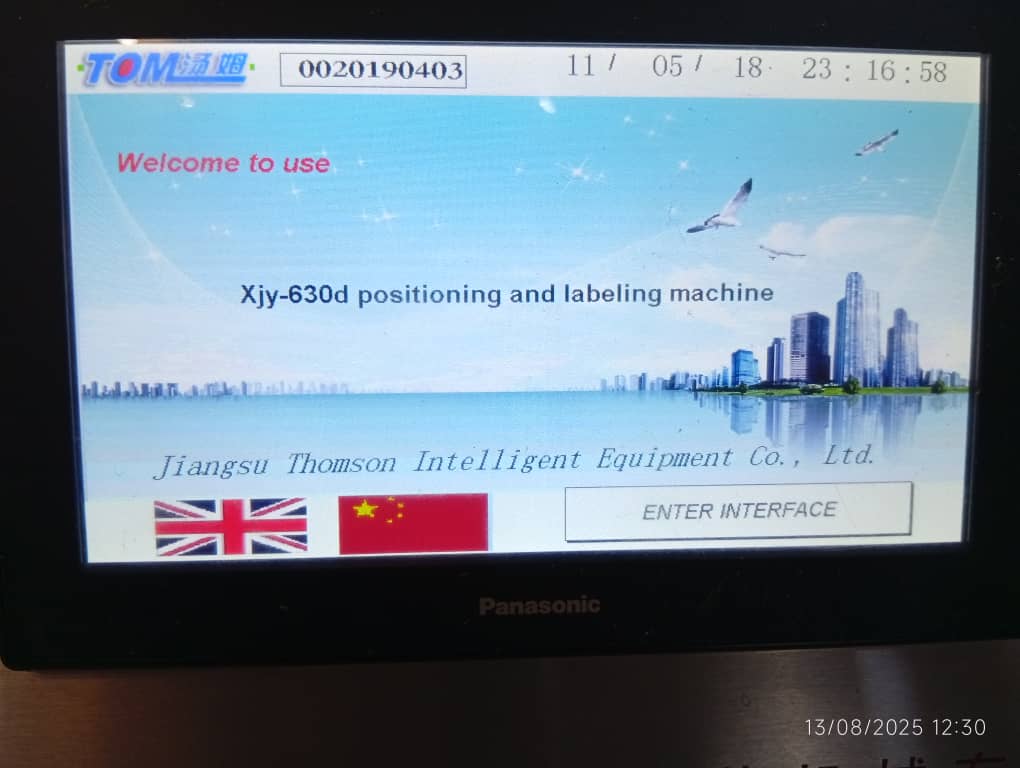 TOM汤姆 0020190403 11/ 05/ 18 23:16:58
Welcome to use
Xjy-630d positioning and labeling machine
Jiangsu Thomson Intelligent Equipment Co., Ltd.
ENTER INTERFACE
Panasonic
13/08/2025 12:30